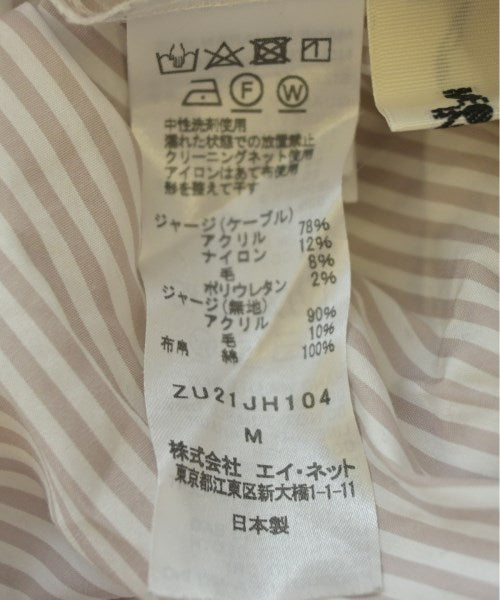 F W
中性洗剤使用
濡れた状態での放置禁止
クリーニングネット使用
アイロンはあて布使用
形を整えて干す
ジャージ(ケーブル)
アクリル 78%
ナイロン 12%
毛 8%
ポリウレタン 2%
ジャージ(無地)
アクリル 90%
毛 10%
布帛 綿 100%
ZU21JH104
M
株式会社 エイ・ネット
東京都江東区新大橋1-1-11
日本製